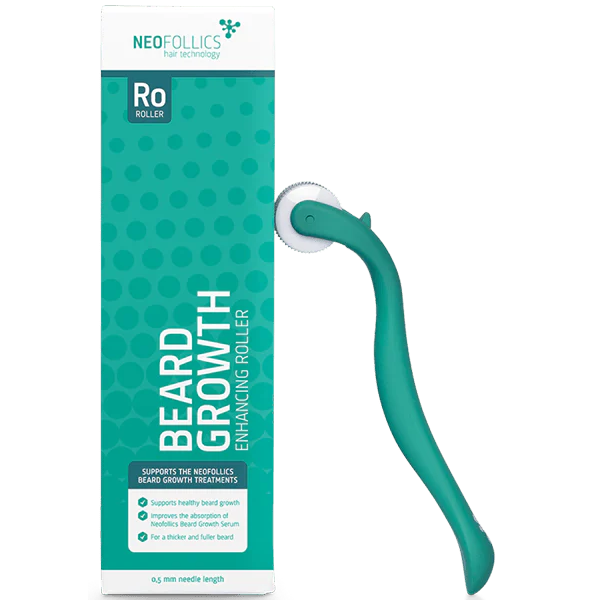 NEOFOLLICS
hair technology
Ro
ROLLER
BEARD
GROWTH
ENHANCING ROLLER
SUPPORTS THE NEOFOLLICS
BEARD GROWTH TREATMENTS
Supports healthy beard growth
Improves the absorption of
Neofollics Beard Growth Serum
For a thicker and fuller beard
0,5 mm needle length